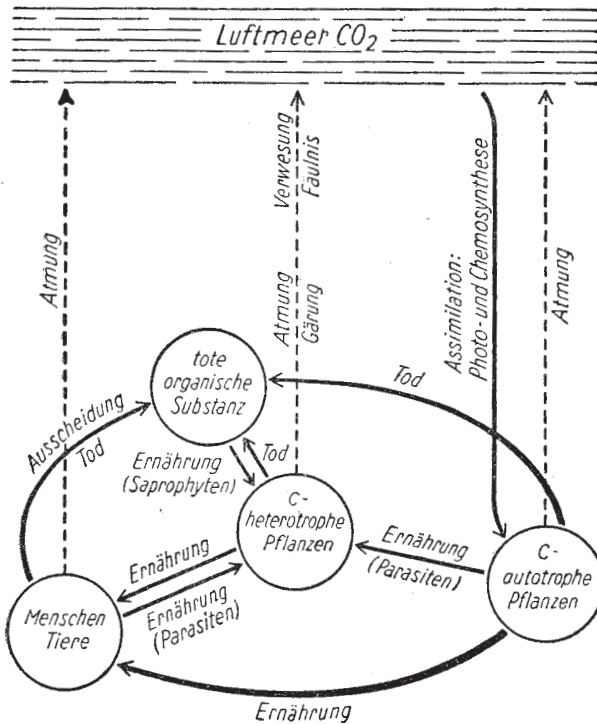 Luftmeer CO₂
Atmung
Verwesung
Fäulnis
Atmung
Gärung
Assimilation:
Photo- und Chemosynthese
Atmung
tote
organische
Substanz
Tod
Ausscheidung
Tod
Ernährung
(Saprophyten)
Tod
C-
heterotrophe
Pflanzen
Ernährung
(Parasiten)
C-
autotrophe
Pflanzen
Ernährung
Ernährung
(Parasiten)
Menschen
Tiere
Ernährung